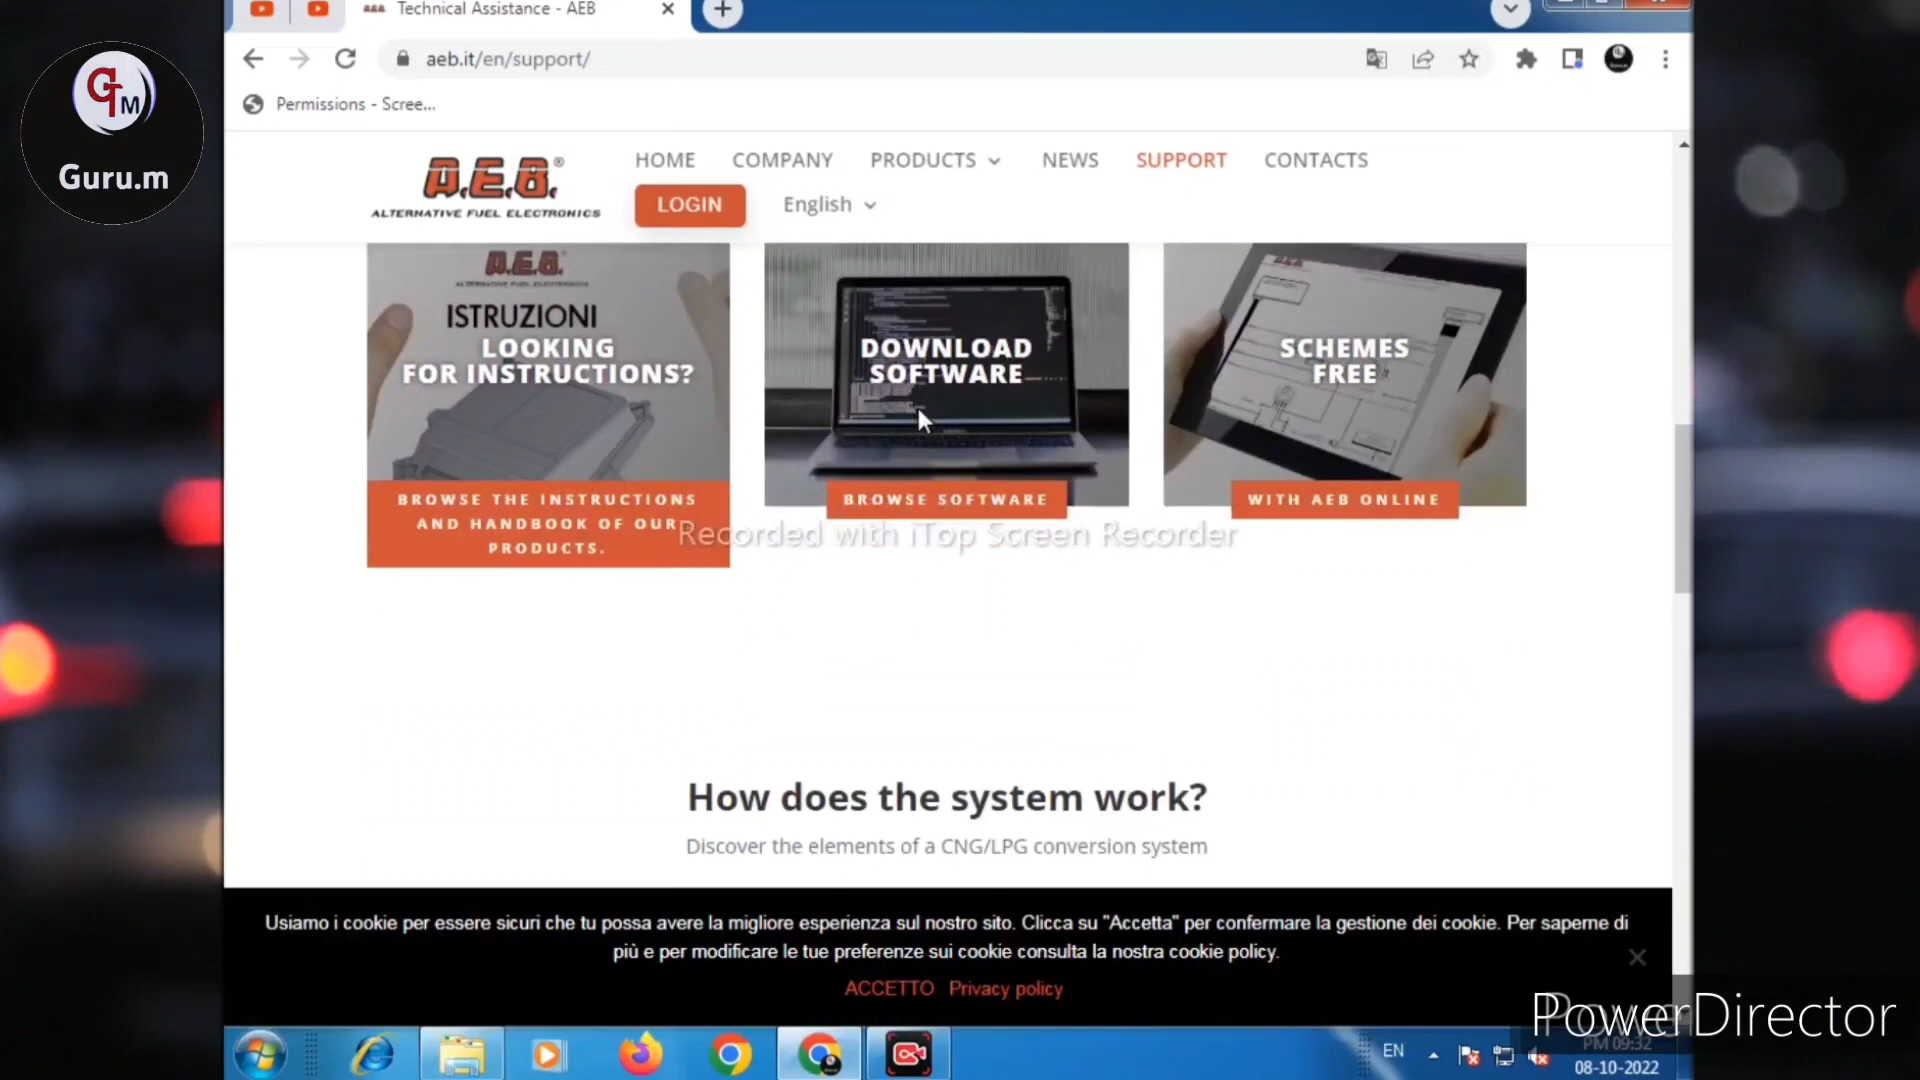 Technical Assistance - AEB
aeb.it/en/support/
Permissions - Scree...
GTM
Guru.m
A.E.B.®
ALTERNATIVE FUEL ELECTRONICS
HOME COMPANY PRODUCTS NEWS SUPPORT CONTACTS
LOGIN English
A.E.B.
ISTRUZIONI
LOOKING
FOR INSTRUCTIONS?
BROWSE THE INSTRUCTIONS
AND HANDBOOK OF OUR
PRODUCTS.
DOWNLOAD
SOFTWARE
BROWSE SOFTWARE
SCHEMES
FREE
WITH AEB ONLINE
Recorded with iTop Screen Recorder
How does the system work?
Discover the elements of a CNG/LPG conversion system
Usiamo i cookie per essere sicuri che tu possa avere la migliore esperienza sul nostro sito. Clicca su "Accetta" per confermare la gestione dei cookie. Per saperne di
più e per modificare le tue preferenze sui cookie consulta la nostra cookie policy.
ACCETTO Privacy policy
PowerDirector
EN
PM 09:32
08-10-2022